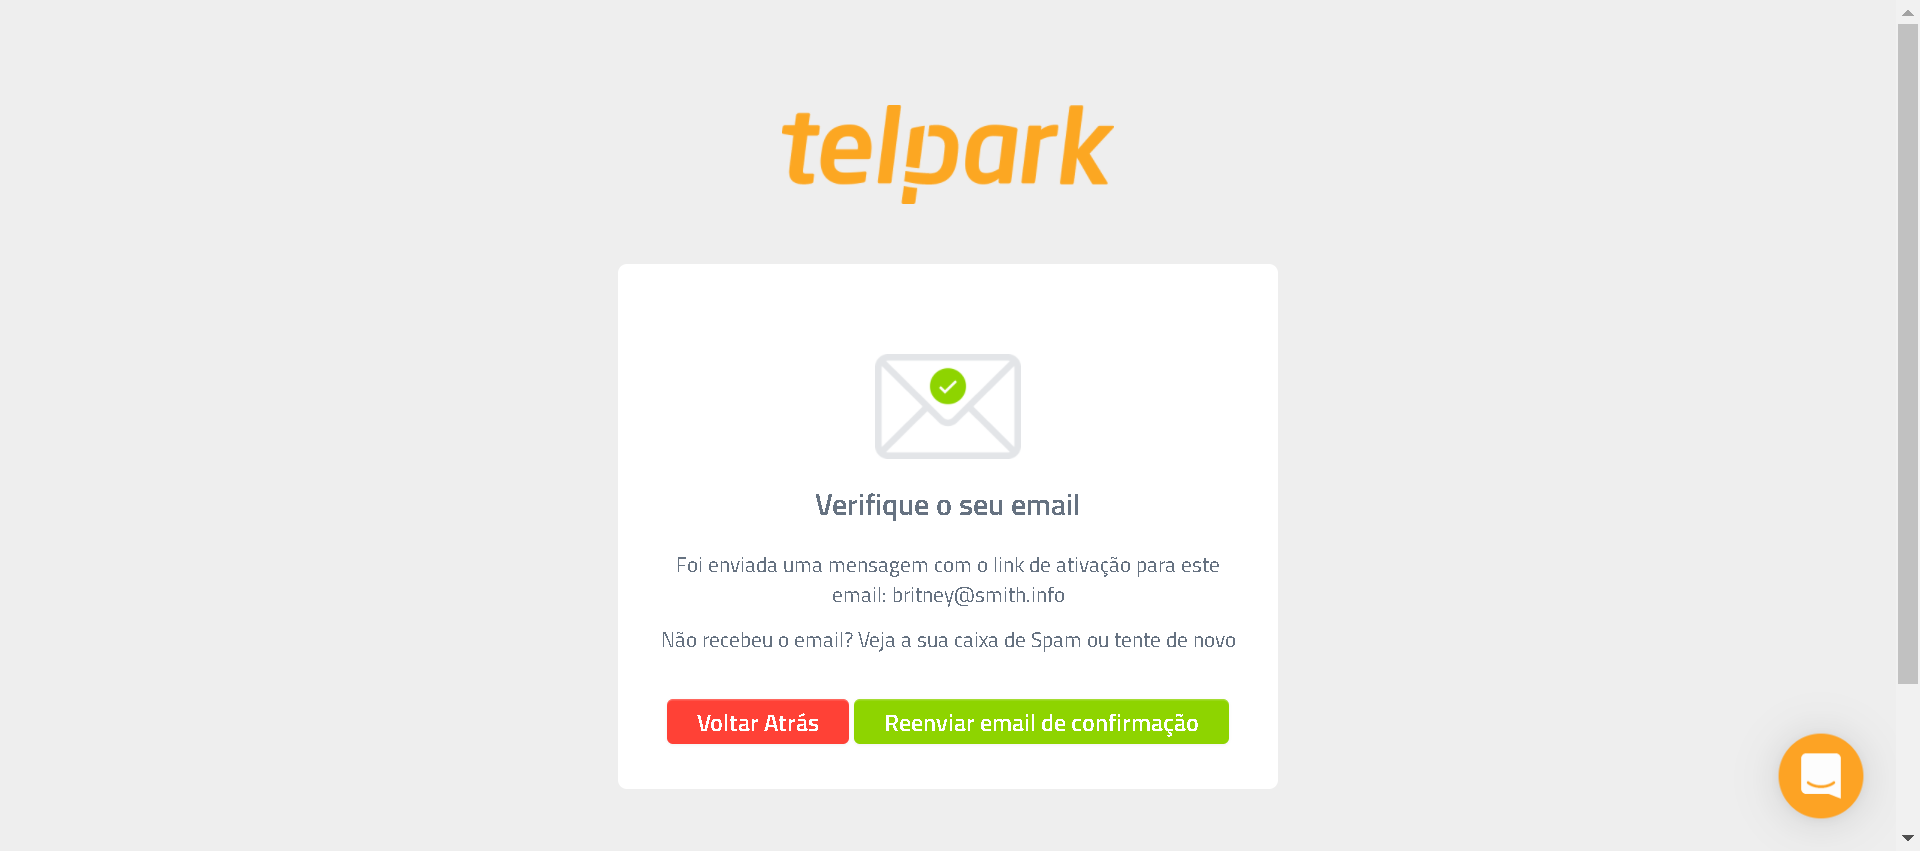 telpark
Verifique o seu email
Foi enviada uma mensagem com o link de ativação para este
email: britney@smith.info
Não recebeu o email? Veja a sua caixa de Spam ou tente de novo
Voltar Atrás
Reenviar email de confirmação